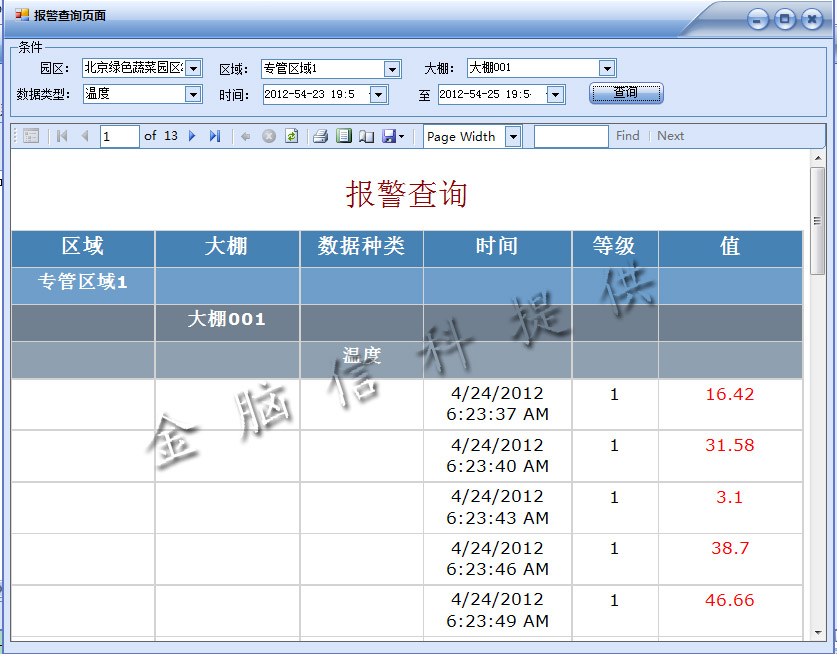 报警查询页面
条件
园区： 北京绿色蔬菜园区 区域： 专管区域1 大棚： 大棚001
数据类型： 温度 时间： 2012-54-23 19:5 至 2012-54-25 19:5 查询
1 of 13 Page Width Find Next
报警查询
区域 大棚 数据种类 时间 等级 值
专管区域1
大棚001
温度
4/24/2012 1 16.42
6:23:37 AM
4/24/2012 1 31.58
6:23:40 AM
4/24/2012 1 3.1
6:23:43 AM
4/24/2012 1 38.7
6:23:46 AM
4/24/2012 1 46.66
6:23:49 AM
金脑信科提供